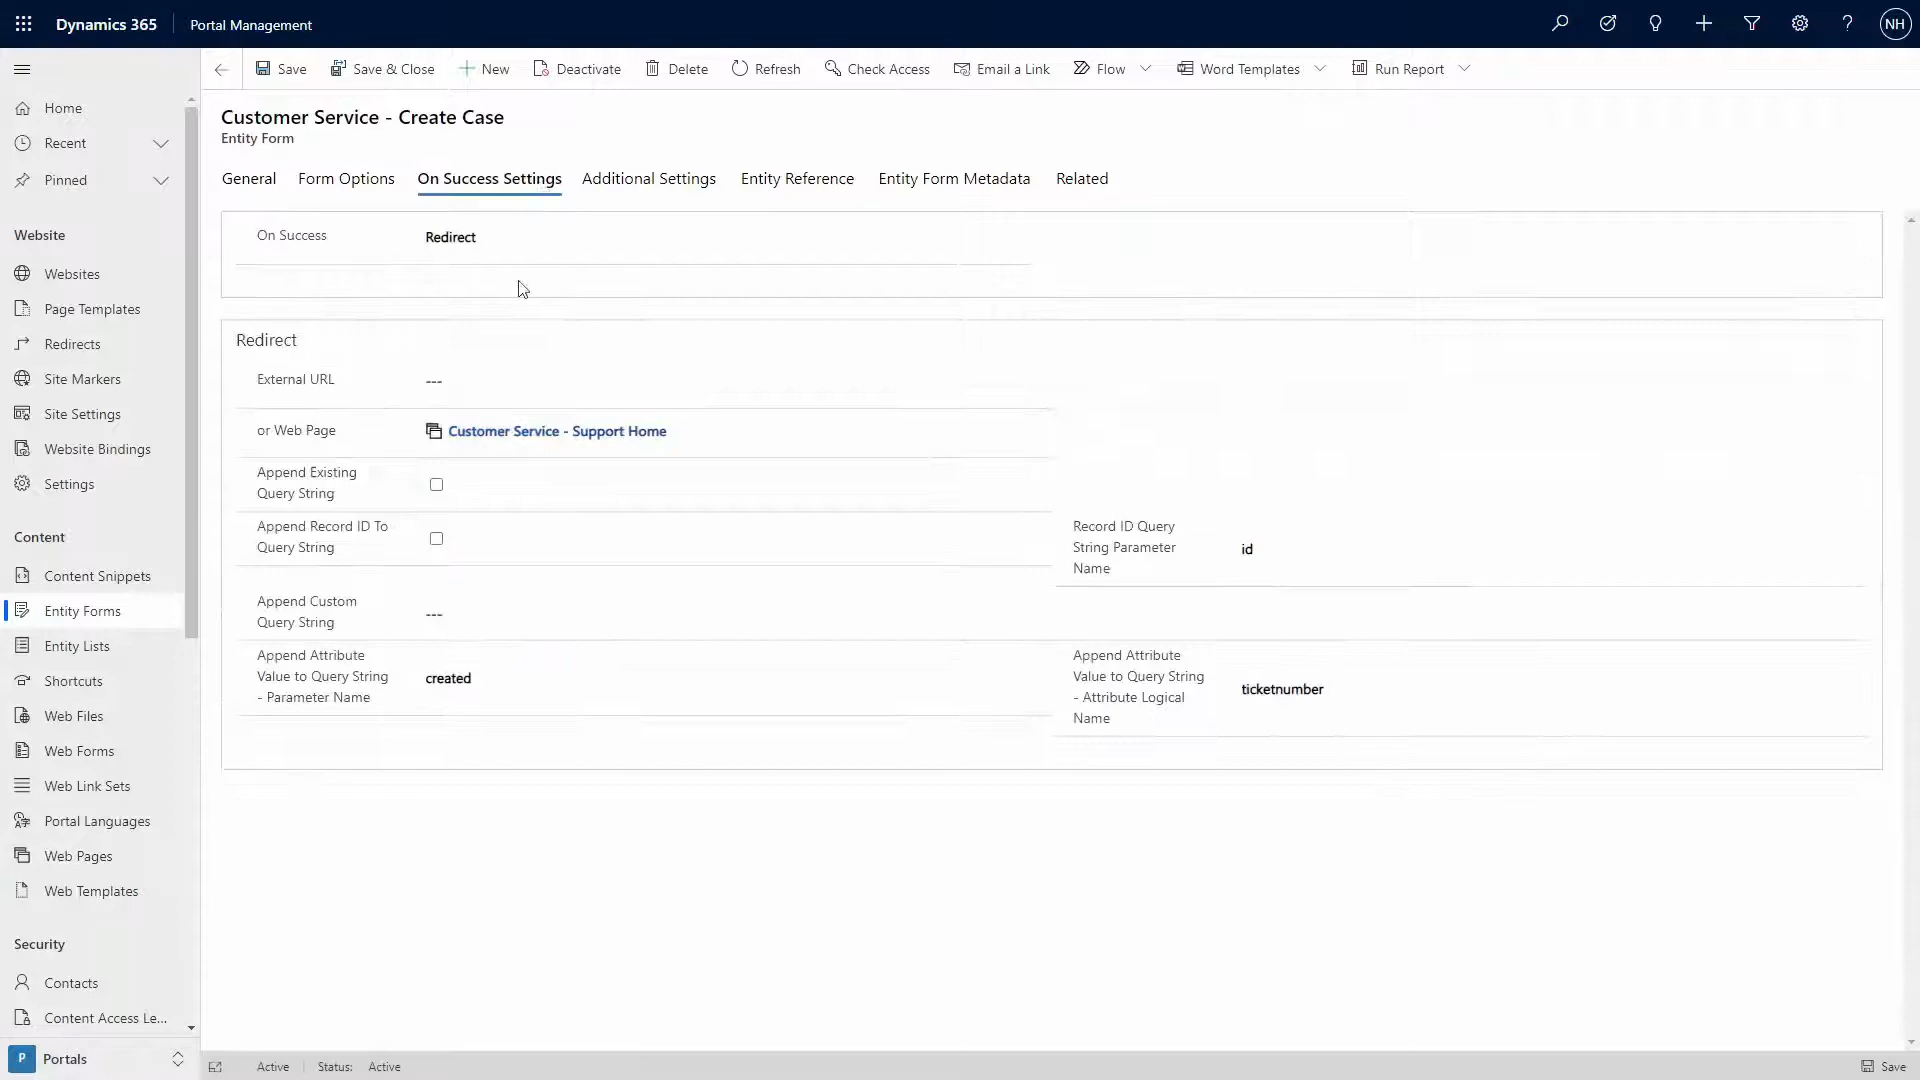 Dynamics 365
Portal Management
NH
Save
Save & Close
New
Deactivate
Delete
Refresh
Check Access
Email a Link
Flow
Word Templates
Run Report
Home
Recent
Pinned
Website
Websites
Page Templates
Redirects
Site Markers
Site Settings
Website Bindings
Settings
Content
Content Snippets
Entity Forms
Entity Lists
Shortcuts
Web Files
Web Forms
Web Link Sets
Portal Languages
Web Pages
Web Templates
Security
Contacts
Content Access Le...
P
Portals
Customer Service - Create Case
Entity Form
General
Form Options
On Success Settings
Additional Settings
Entity Reference
Entity Form Metadata
Related
On Success
Redirect
Redirect
External URL
---
or Web Page
Customer Service - Support Home
Append Existing
Query String
Append Record ID To
Query String
Record ID Query
String Parameter
Name
id
Append Custom
Query String
---
Append Attribute
Value to Query String
- Parameter Name
created
Append Attribute
Value to Query String
- Attribute Logical
Name
ticketnumber
Active
Status:
Active
Save